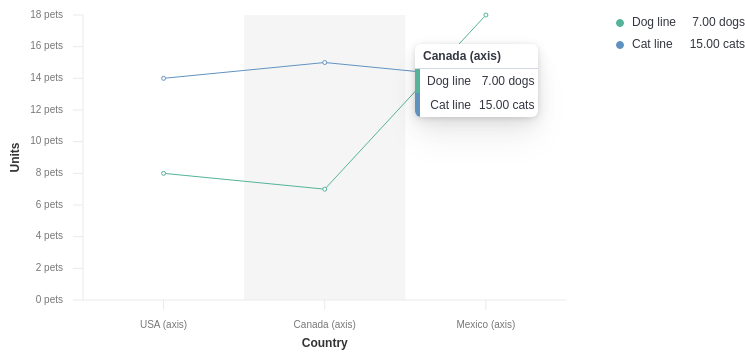 18 pets
16 pets
14 pets
12 pets
10 pets
8 pets
6 pets
4 pets
2 pets
0 pets
Units
USA (axis)
Canada (axis)
Mexico (axis)
Country
Canada (axis)
Dog line 7.00 dogs
Cat line 15.00 cats
Dog line 7.00 dogs
Cat line 15.00 cats